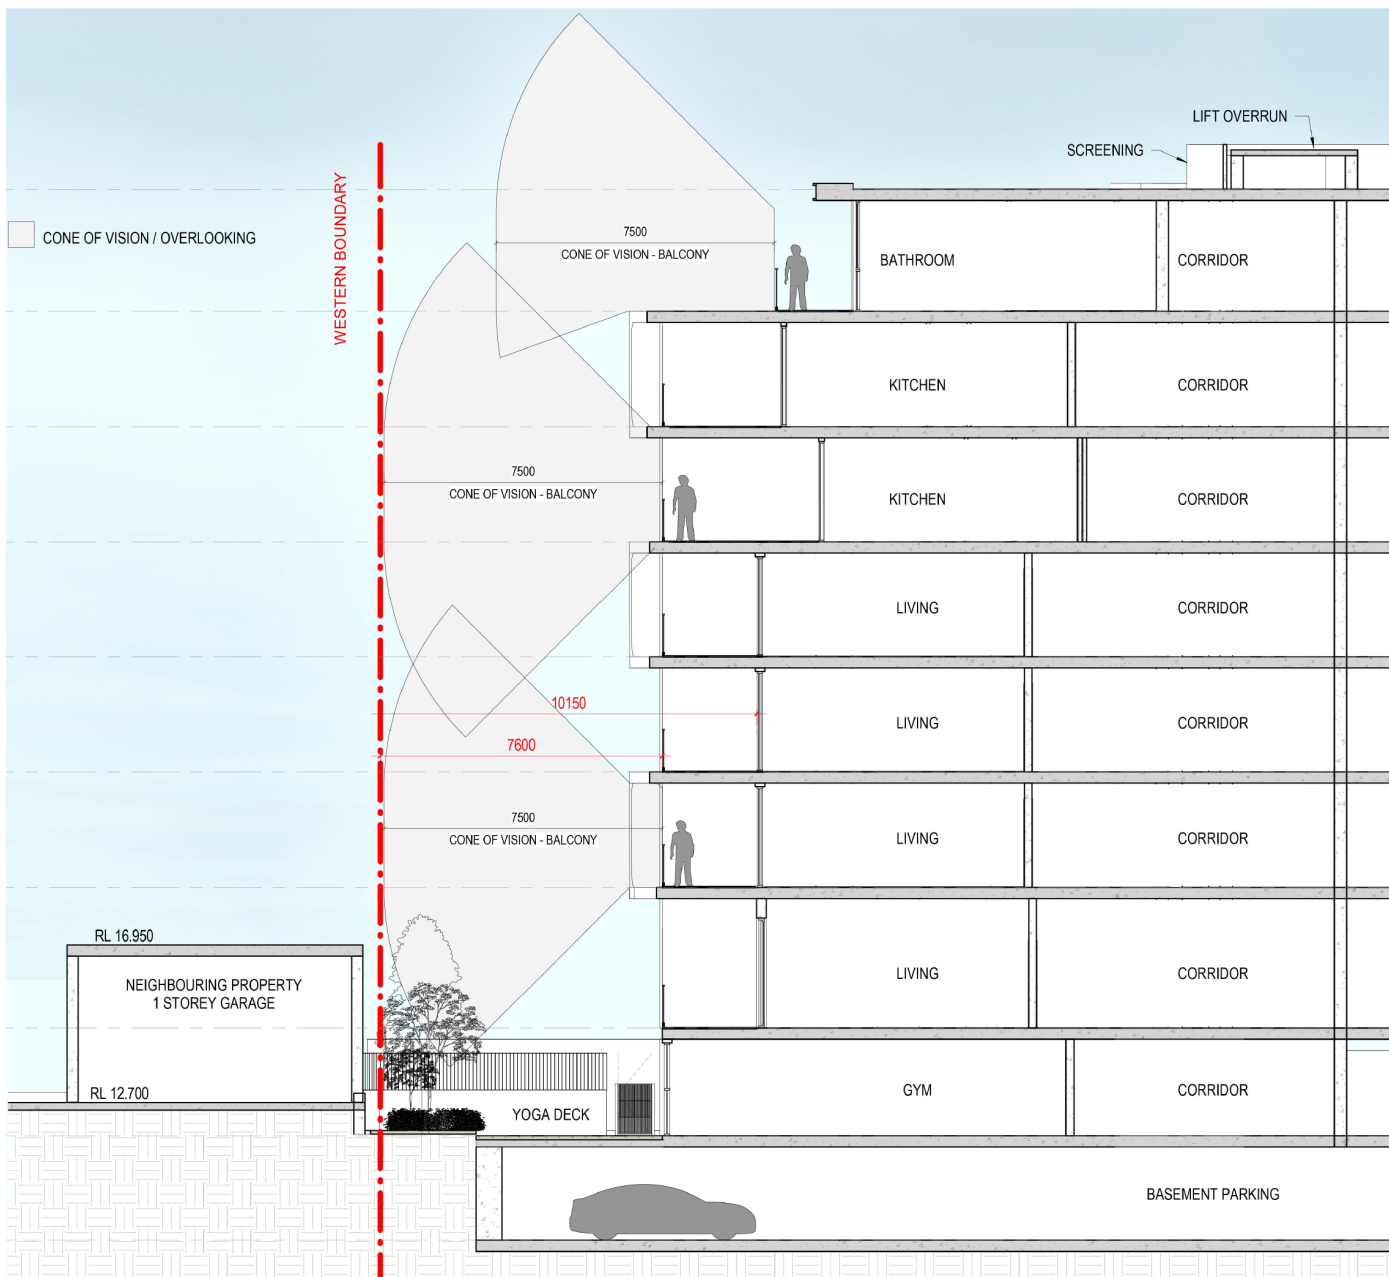 LIFT OVERRUN
SCREENING
WESTERN BOUNDARY
CONE OF VISION / OVERLOOKING
7500
CONE OF VISION - BALCONY
BATHROOM
CORRIDOR
KITCHEN
CORRIDOR
7500
CONE OF VISION - BALCONY
KITCHEN
CORRIDOR
LIVING
CORRIDOR
10150
LIVING
CORRIDOR
7600
7500
CONE OF VISION - BALCONY
LIVING
CORRIDOR
RL 16.950
NEIGHBOURING PROPERTY
1 STOREY GARAGE
LIVING
CORRIDOR
RL 12.700
YOGA DECK
GYM
CORRIDOR
BASEMENT PARKING